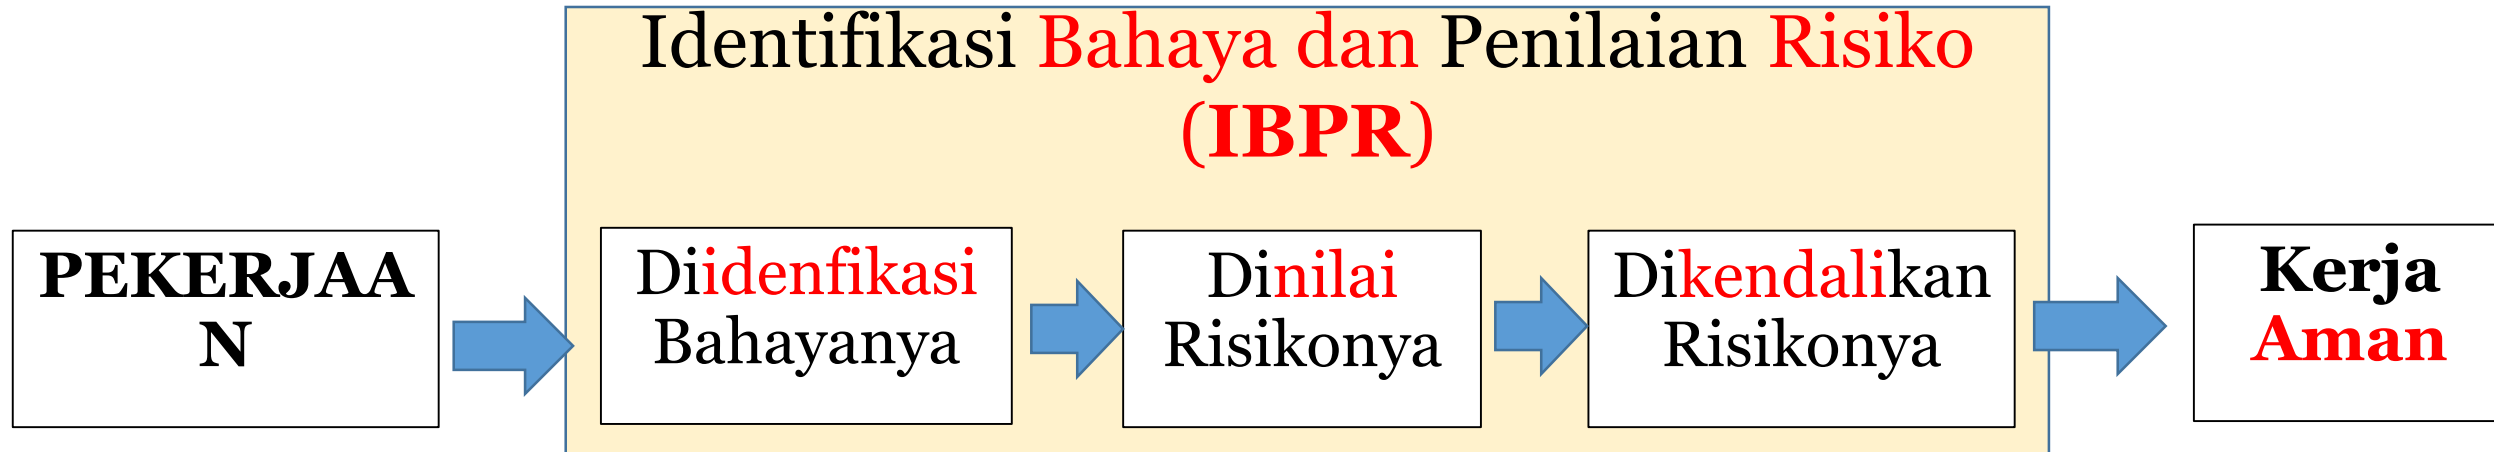 Identifikasi Bahaya dan Penilaian Risiko
(IBPR)
PEKERJAA
N
Diidenfikasi
Bahayanya
Dinilai
Risikonya
Dikendalikan
Risikonya
Kerja
Aman